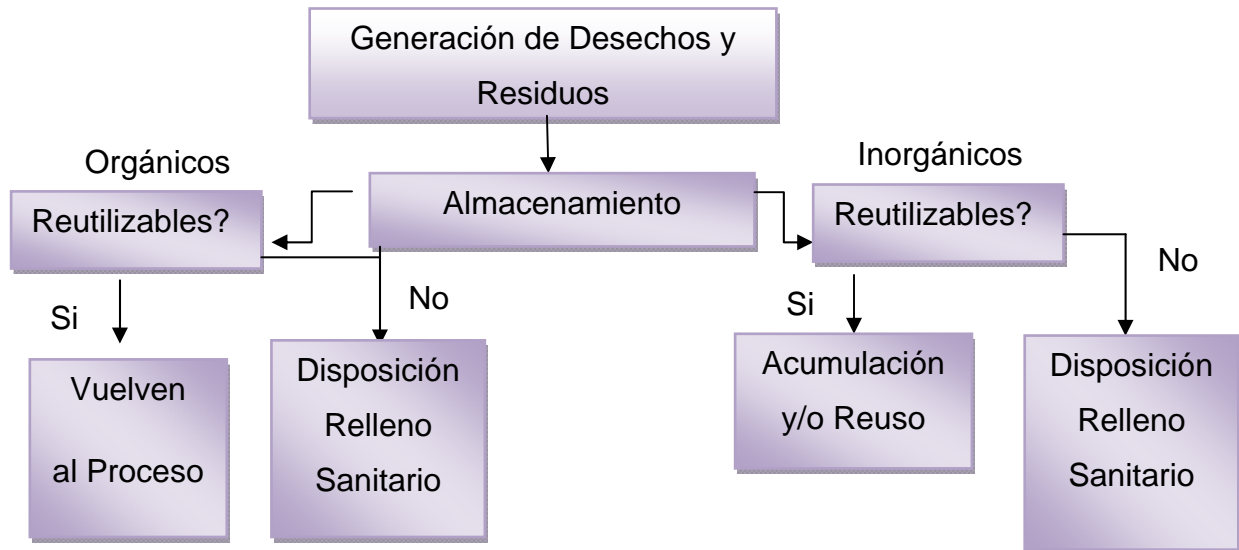 Generación de Desechos y
Residuos
Orgánicos
Inorgánicos
Reutilizables?
Almacenamiento
Reutilizables?
Si
No
Si
No
Vuelven
al Proceso
Disposición
Relleno
Sanitario
Acumulación
y/o Reuso
Disposición
Relleno
Sanitario